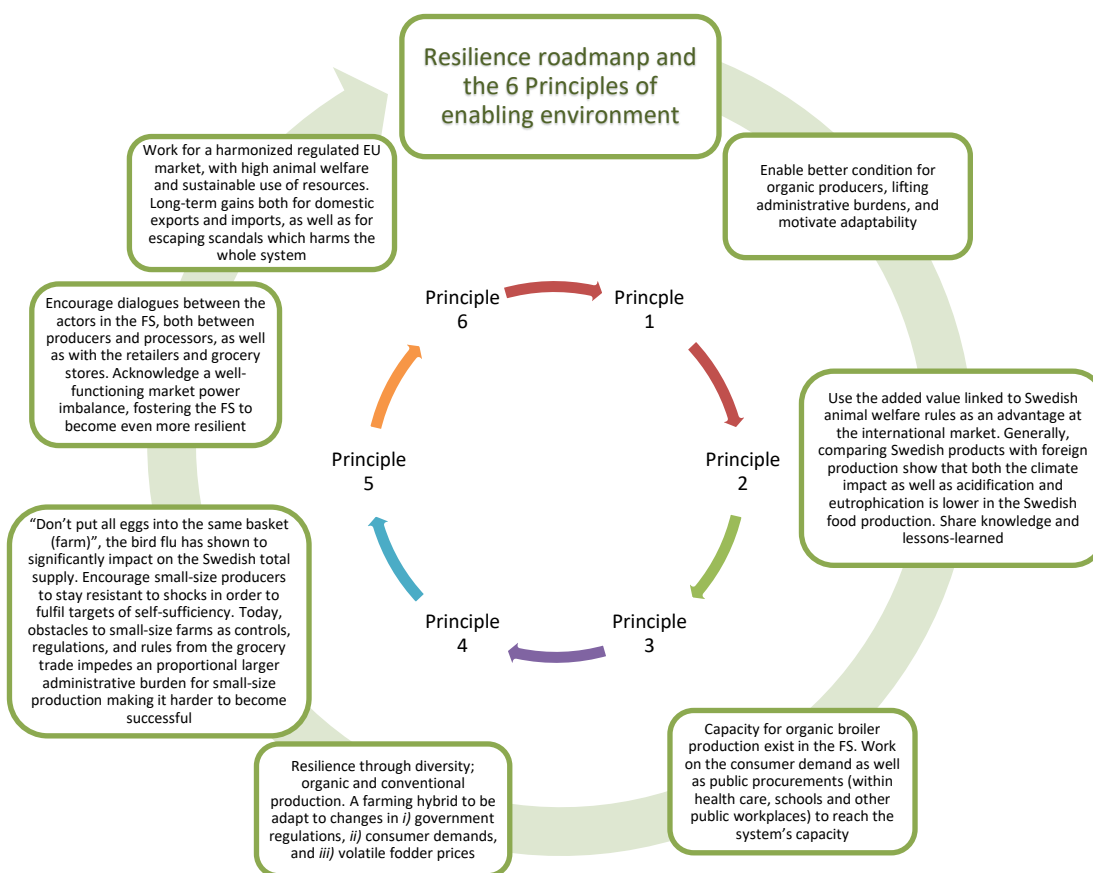 Resilience roadmanp and
the 6 Principles of
enabling environment
Enable better condition for
organic producers, lifting
administrative burdens, and
motivate adaptability
Use the added value linked to Swedish
animal welfare rules as an advantage at
the international market. Generally,
comparing Swedish products with foreign
production show that both the climate
impact as well as acidification and
eutrophication is lower in the Swedish
food production. Share knowledge and
lessons-learned
Capacity for organic broiler
production exist in the FS. Work
on the consumer demand as well
as public procurements (within
health care, schools and other
public workplaces) to reach the
system’s capacity
Resilience through diversity;
organic and conventional
production. A farming hybrid to be
adapt to changes in i) government
regulations, ii) consumer demands,
and iii) volatile fodder prices
“Don’t put all eggs into the same basket
(farm)”, the bird flu has shown to
significantly impact on the Swedish total
supply. Encourage small-size producers
to stay resistant to shocks in order to
fulfil targets of self-sufficiency. Today,
obstacles to small-size farms as controls,
regulations, and rules from the grocery
trade impedes an proportional larger
administrative burden for small-size
production making it harder to become
successful
Encourage dialogues between the
actors in the FS, both between
producers and processors, as well
as with the retailers and grocery
stores. Acknowledge a well-
functioning market power
imbalance, fostering the FS to
become even more resilient
Work for a harmonized regulated EU
market, with high animal welfare
and sustainable use of resources.
Long-term gains both for domestic
exports and imports, as well as for
escaping scandals which harms the
whole system
Princple
1
Principle
2
Principle
3
Principle
4
Principle
5
Principle
6